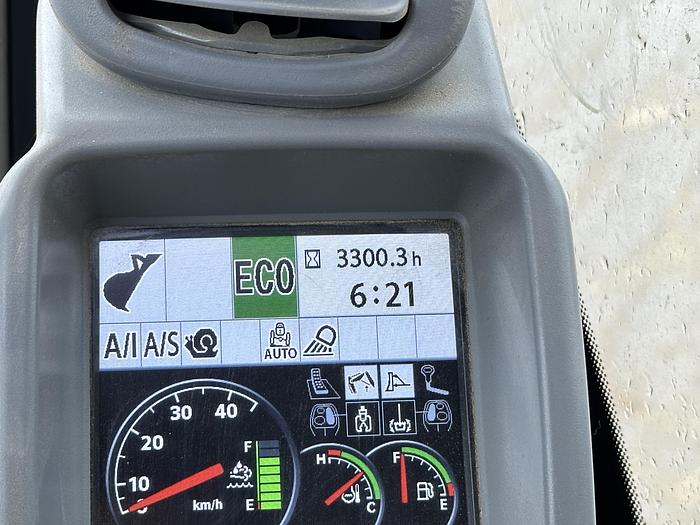 ECO
3300.3 h
6:21
A/I A/S
AUTO
10 20 30 40
km/h
F
E
H
C
F
E